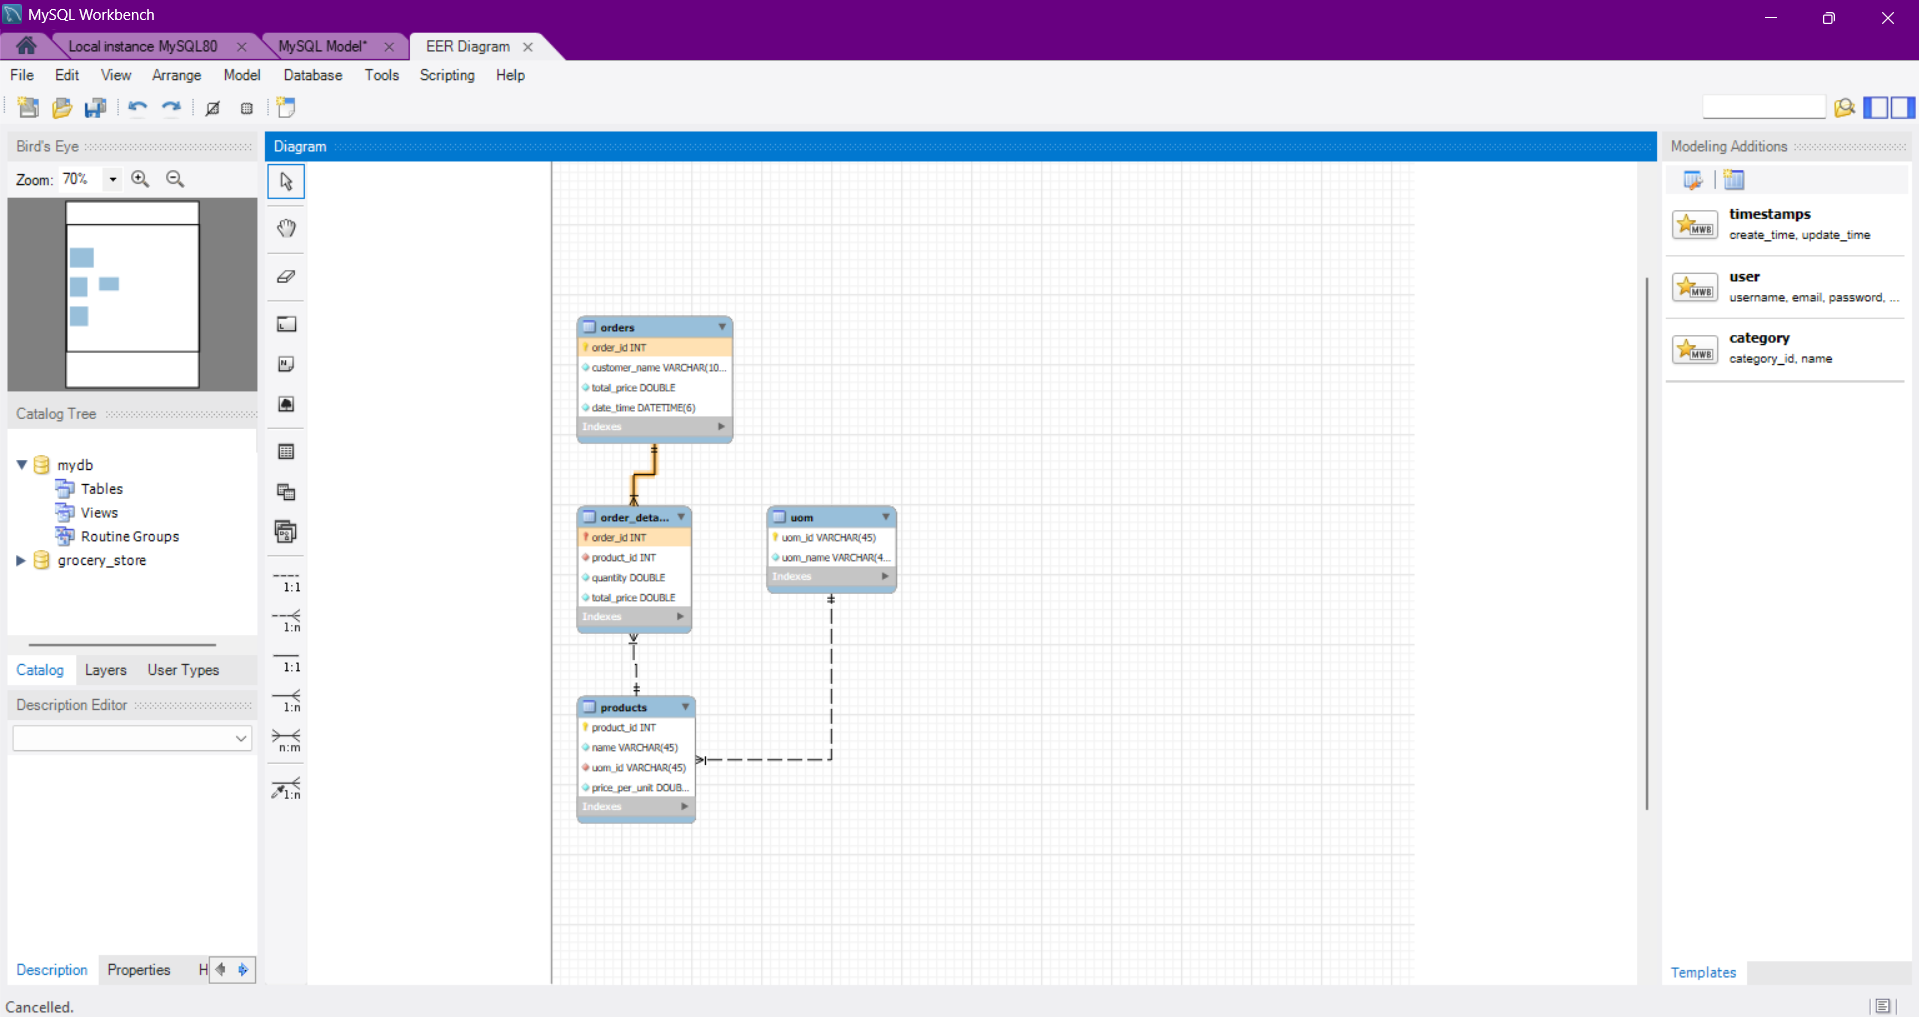 MySQL Workbench
Local instance MySQL80
MySQL Model*
EER Diagram
File Edit View Arrange Model Database Tools Scripting Help
Bird's Eye
Zoom: 70%
Catalog Tree
mydb
Tables
Views
Routine Groups
grocery_store
Catalog Layers User Types
Description Editor
Description Properties H
Cancelled.
Diagram
1:1
1:n
1:1
1:n
n:m
1:n
orders
order_id INT
customer_name VARCHAR(10...
total_price DOUBLE
date_time DATETIME(6)
Indexes
order_deta...
order_id INT
product_id INT
quantity DOUBLE
total_price DOUBLE
Indexes
uom
uom_id VARCHAR(45)
uom_name VARCHAR(4...
Indexes
products
product_id INT
name VARCHAR(45)
uom_id VARCHAR(45)
price_per_unit DOUB...
Indexes
Modeling Additions
MWB
timestamps
create_time, update_time
MWB
user
username, email, password, ...
MWB
category
category_id, name
Templates